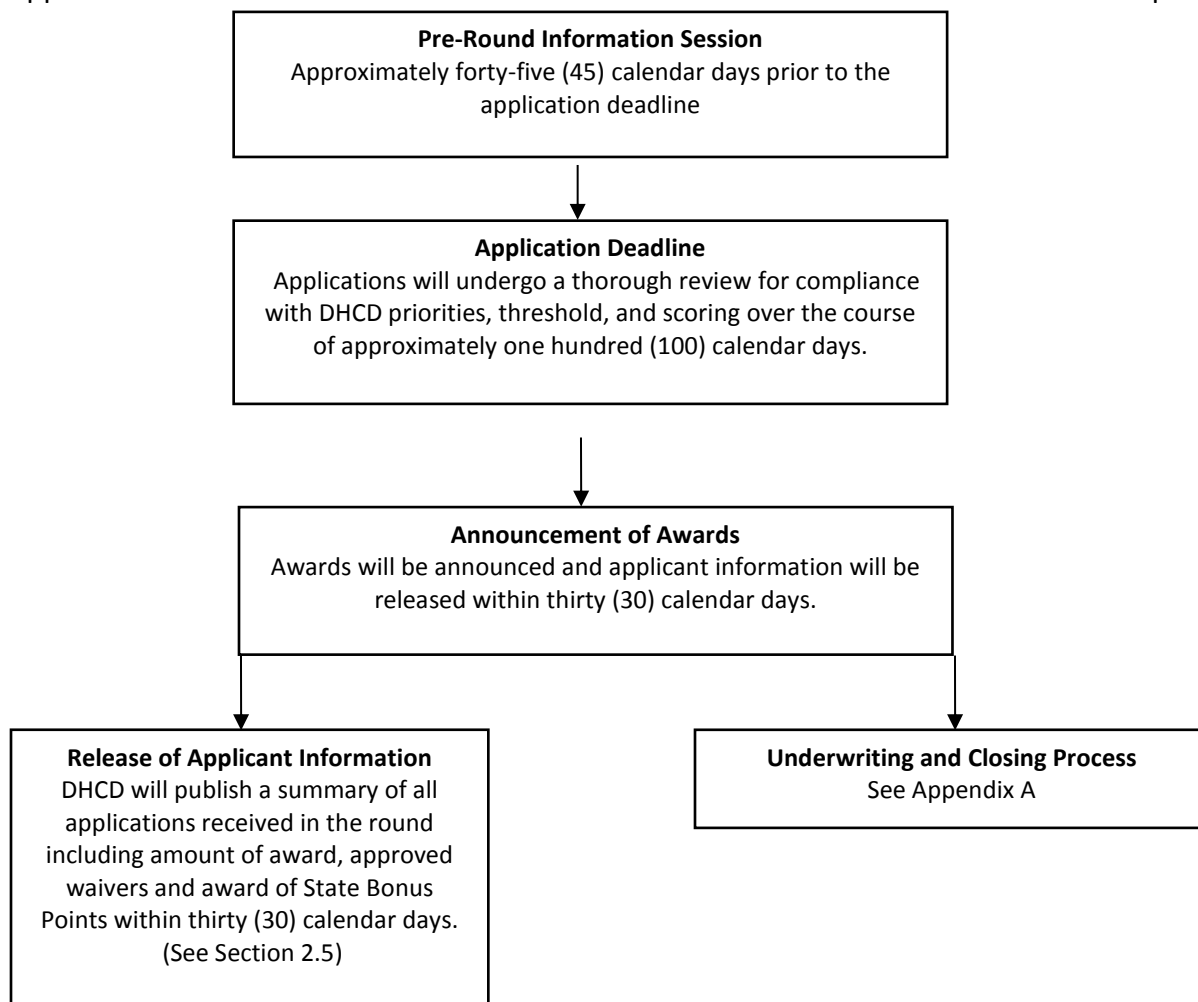 Pre-Round Information Session
Approximately forty-five (45) calendar days prior to the
application deadline
Application Deadline
Applications will undergo a thorough review for compliance
with DHCD priorities, threshold, and scoring over the course
of approximately one hundred (100) calendar days.
Announcement of Awards
Awards will be announced and applicant information will be
released within thirty (30) calendar days.
Release of Applicant Information
DHCD will publish a summary of all
applications received in the round
including amount of award, approved
waivers and award of State Bonus
Points within thirty (30) calendar days.
(See Section 2.5)
Underwriting and Closing Process
See Appendix A